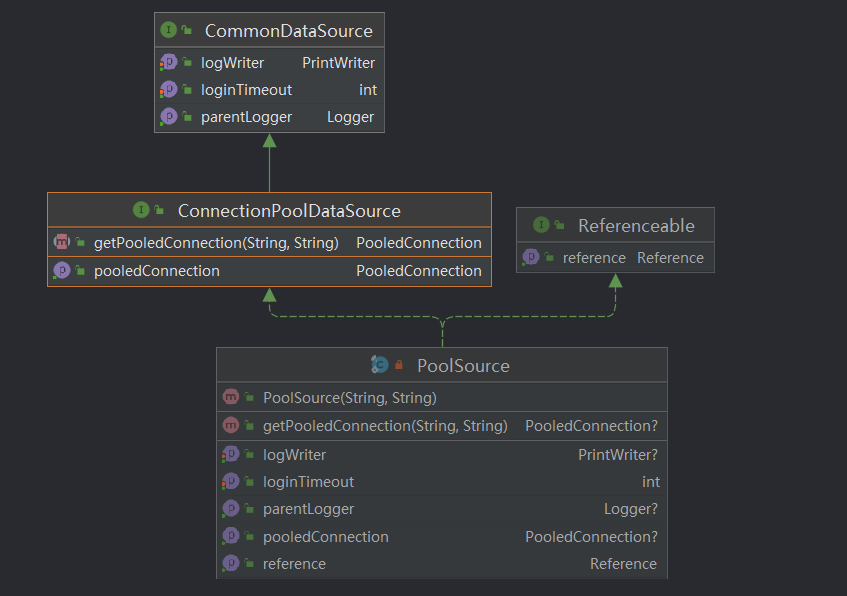 CommonDataSource
logWriter PrintWriter
loginTimeout int
parentLogger Logger
ConnectionPoolDataSource
getPooledConnection(String, String) PooledConnection
pooledConnection PooledConnection
Referenceable
reference Reference
PoolSource
PoolSource(String, String)
getPooledConnection(String, String) PooledConnection?
logWriter PrintWriter?
loginTimeout int
parentLogger Logger?
pooledConnection PooledConnection?
reference Reference